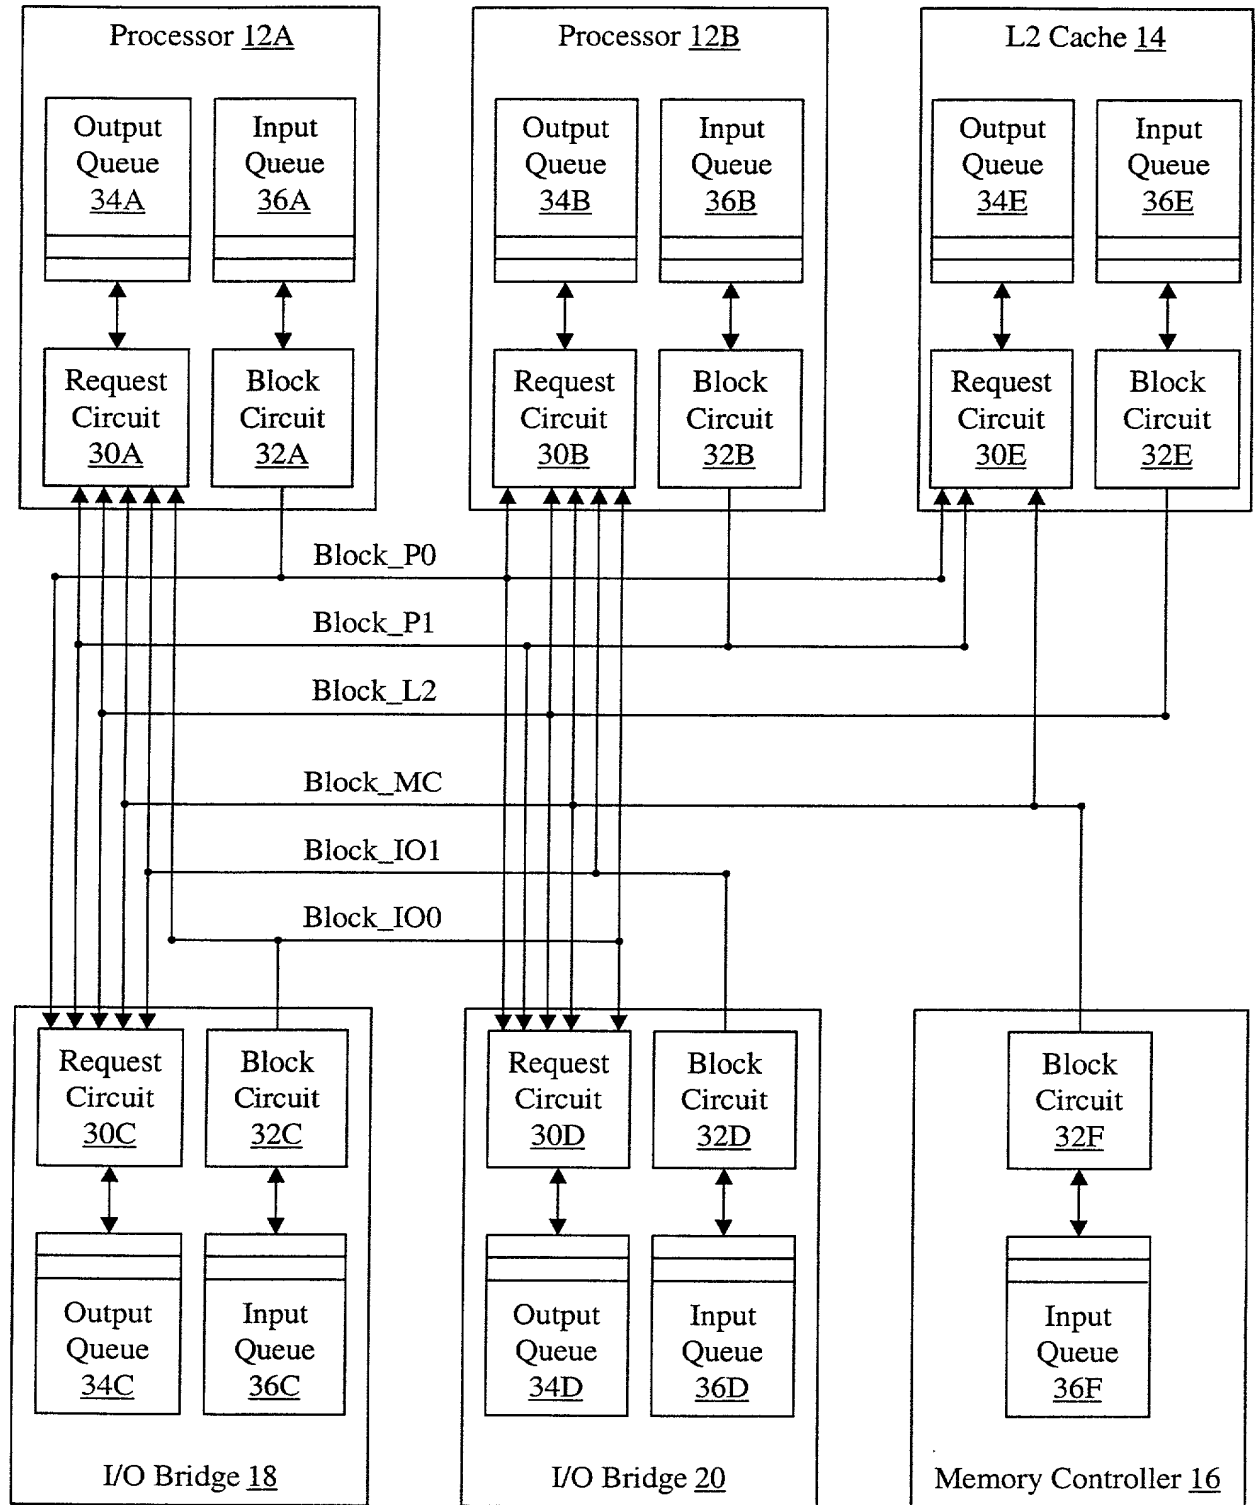 Processor 12A
Output
Queue
34A
Input
Queue
36A
Request
Circuit
30A
Block
Circuit
32A
Processor 12B
Output
Queue
34B
Input
Queue
36B
Request
Circuit
30B
Block
Circuit
32B
L2 Cache 14
Output
Queue
34E
Input
Queue
36E
Request
Circuit
30E
Block
Circuit
32E
Block_P0
Block_P1
Block_L2
Block_MC
Block_IO1
Block_IO0
Request
Circuit
30C
Block
Circuit
32C
Output
Queue
34C
Input
Queue
36C
I/O Bridge 18
Request
Circuit
30D
Block
Circuit
32D
Output
Queue
34D
Input
Queue
36D
I/O Bridge 20
Block
Circuit
32F
Input
Queue
36F
Memory Controller 16